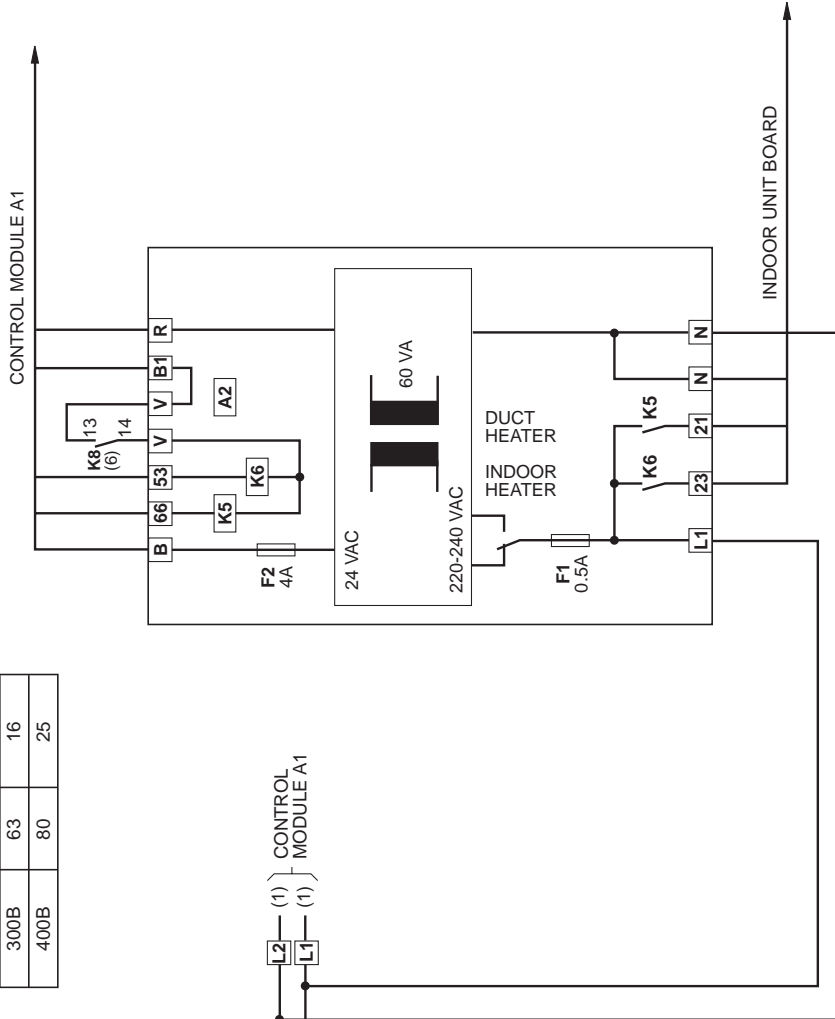 300B 63 16
400B 80 25
CONTROL MODULE A1
K8 13
(6) 14
B 66 53 V V B1 R
K5 K6 A2
F2
4A
24 VAC
60 VA
220-240 VAC
INDOOR
HEATER
DUCT
HEATER
F1
0.5A
K6 K5
L1 23 21 N N
INDOOR UNIT BOARD
L2 (1)
L1 (1)
CONTROL
MODULE A1